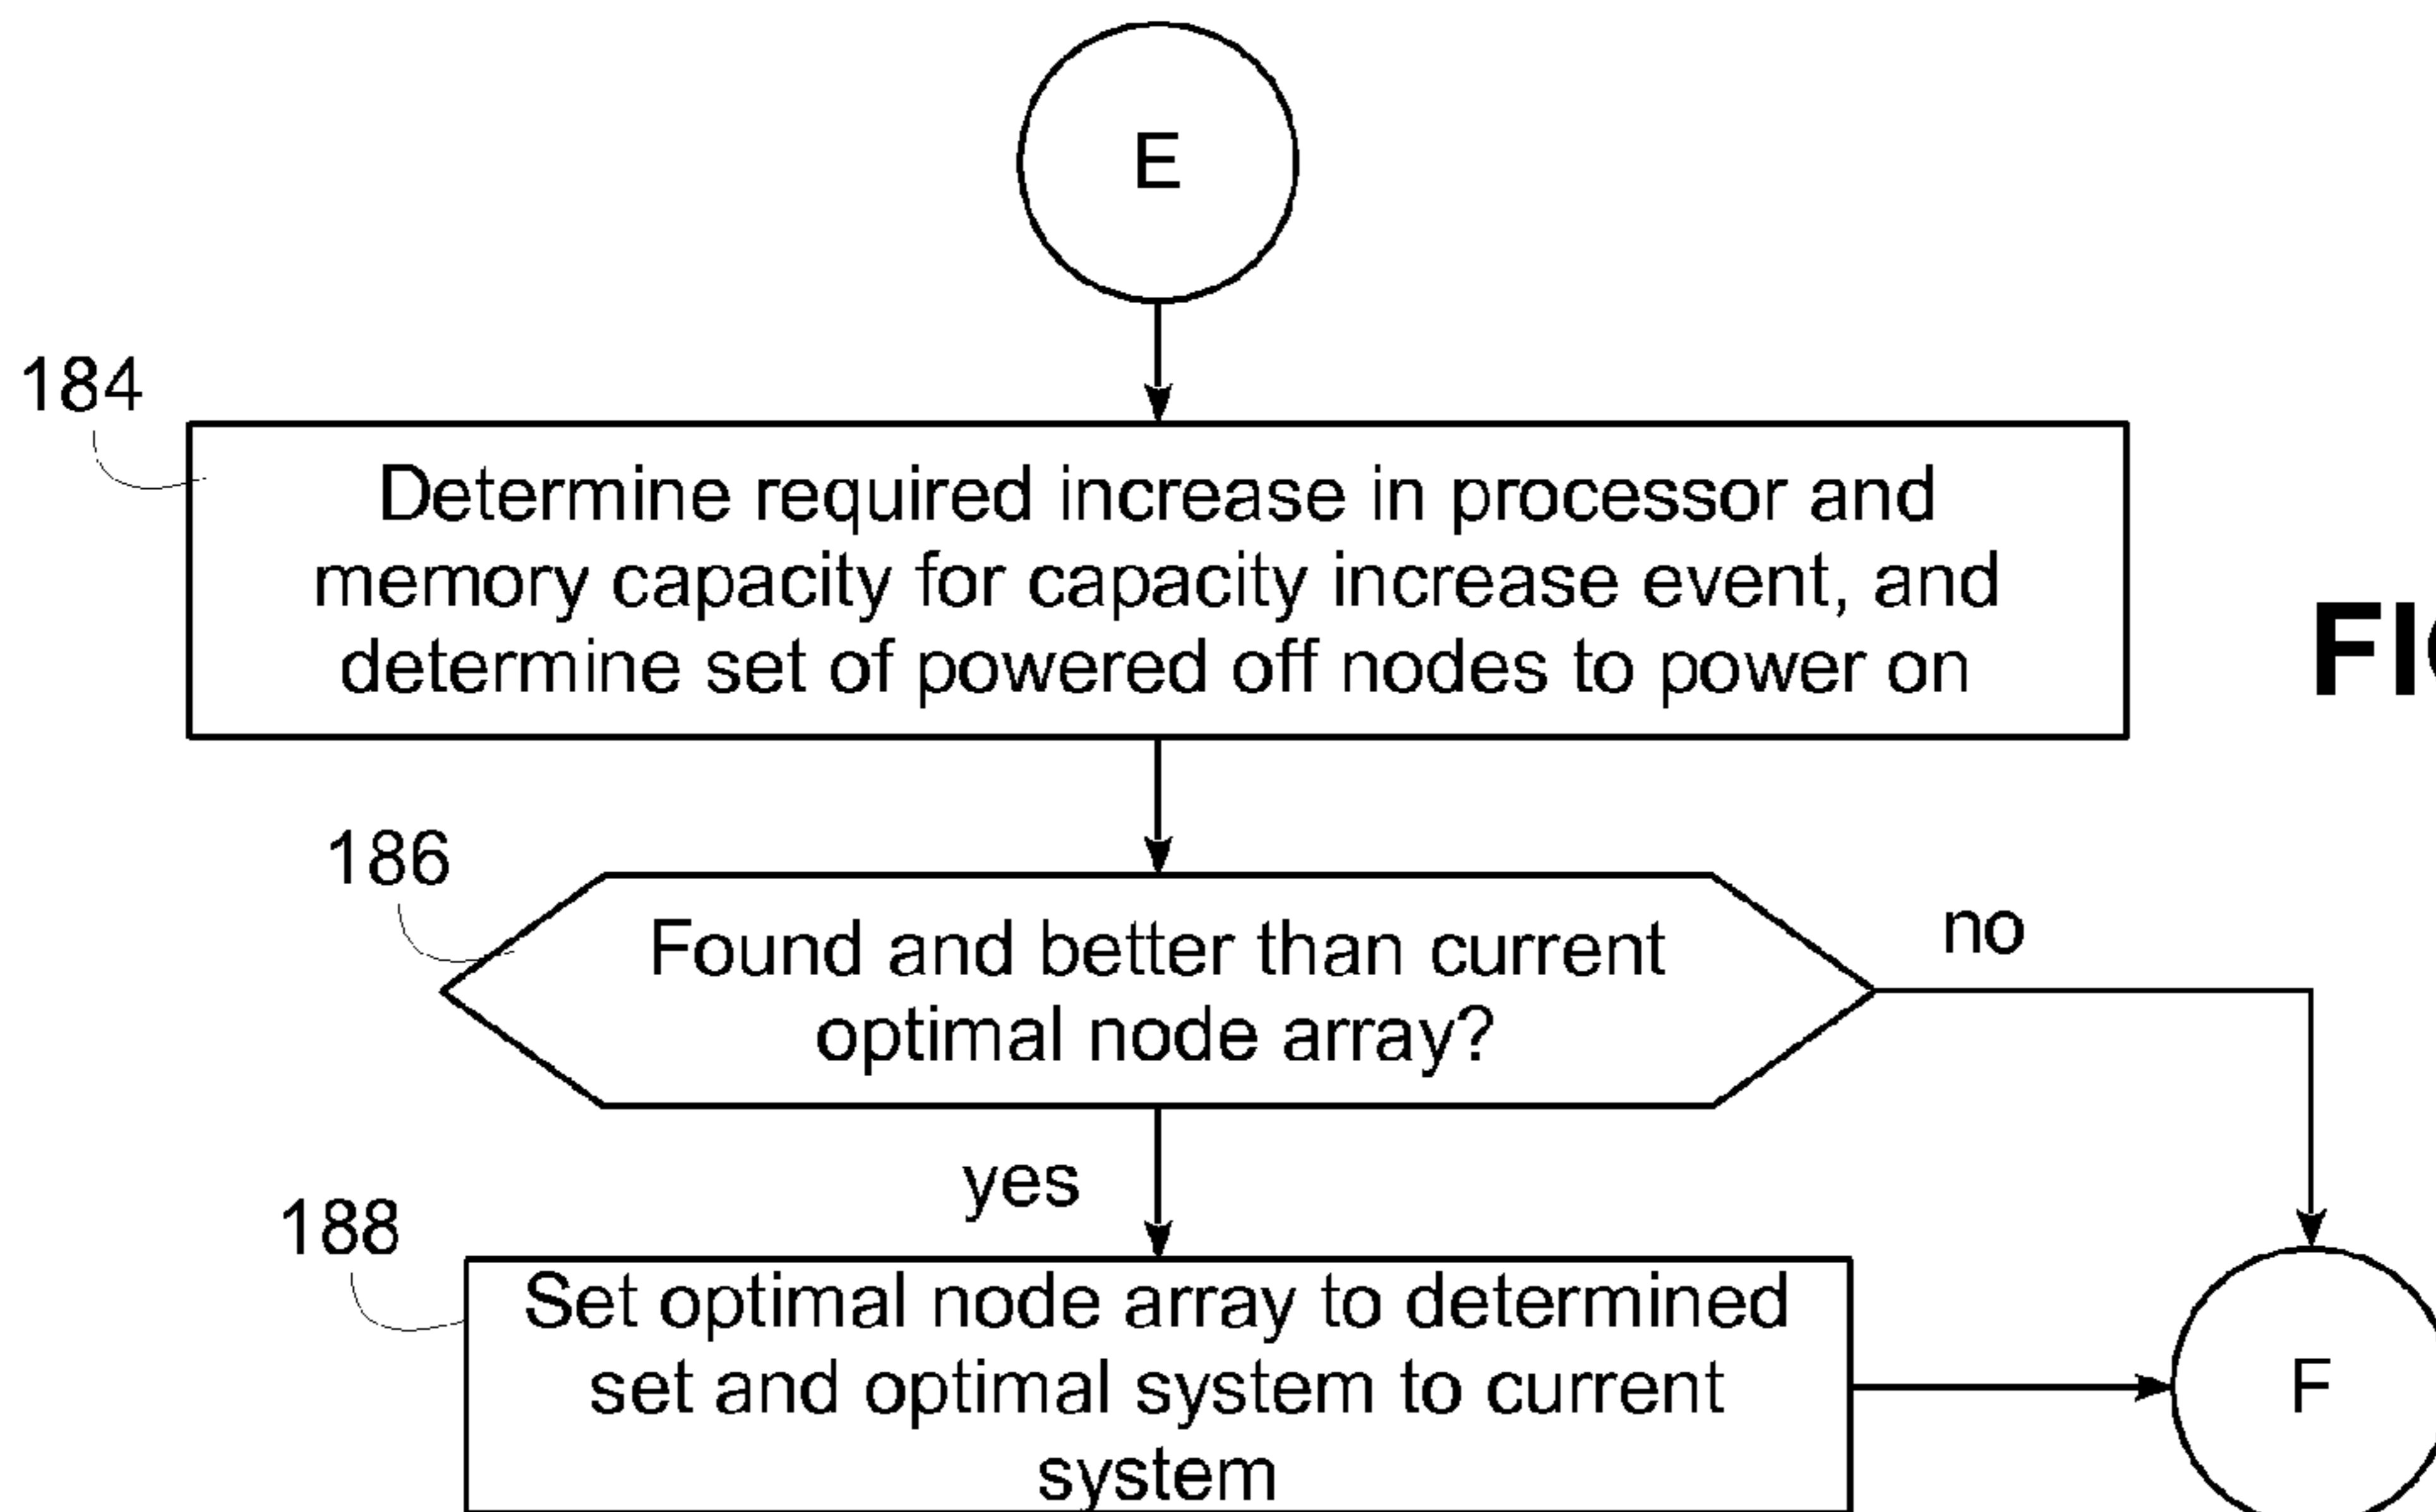 E
184
Determine required increase in processor and
memory capacity for capacity increase event, and
determine set of powered off nodes to power on
186
Found and better than current
optimal node array?
no
yes
188
Set optimal node array to determined
set and optimal system to current
system
F